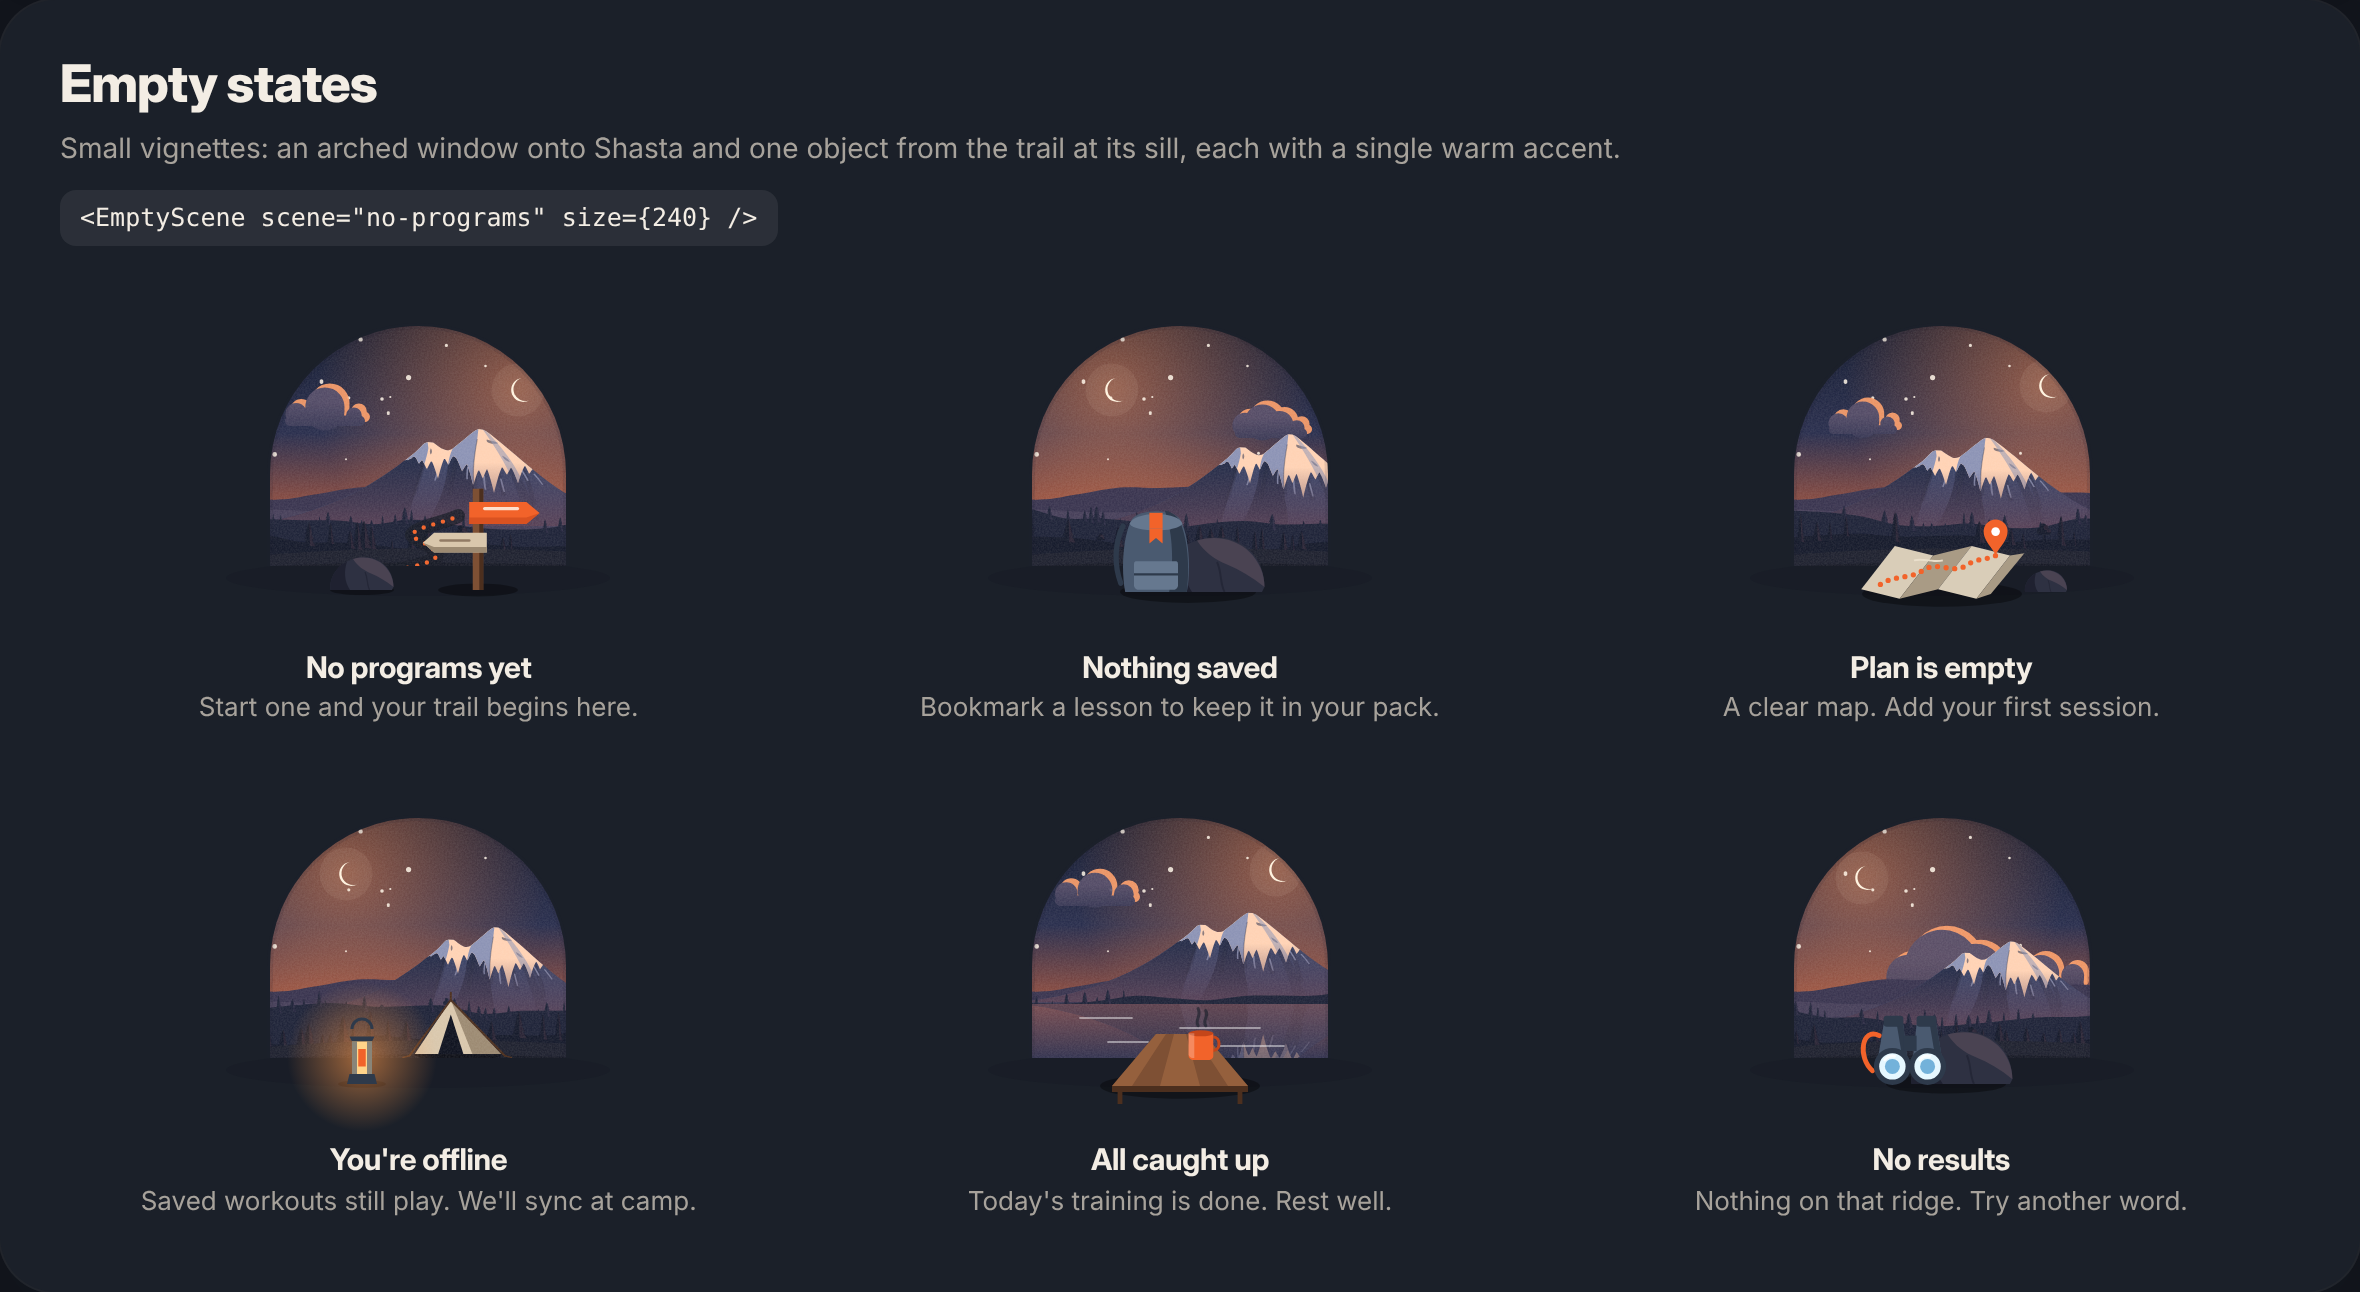 Empty states
Small vignettes: an arched window onto Shasta and one object from the trail at its sill, each with a single warm accent.
<EmptyScene scene="no-programs" size={240} />
No programs yet
Start one and your trail begins here.
Nothing saved
Bookmark a lesson to keep it in your pack.
Plan is empty
A clear map. Add your first session.
You're offline
Saved workouts still play. We'll sync at camp.
All caught up
Today's training is done. Rest well.
No results
Nothing on that ridge. Try another word.